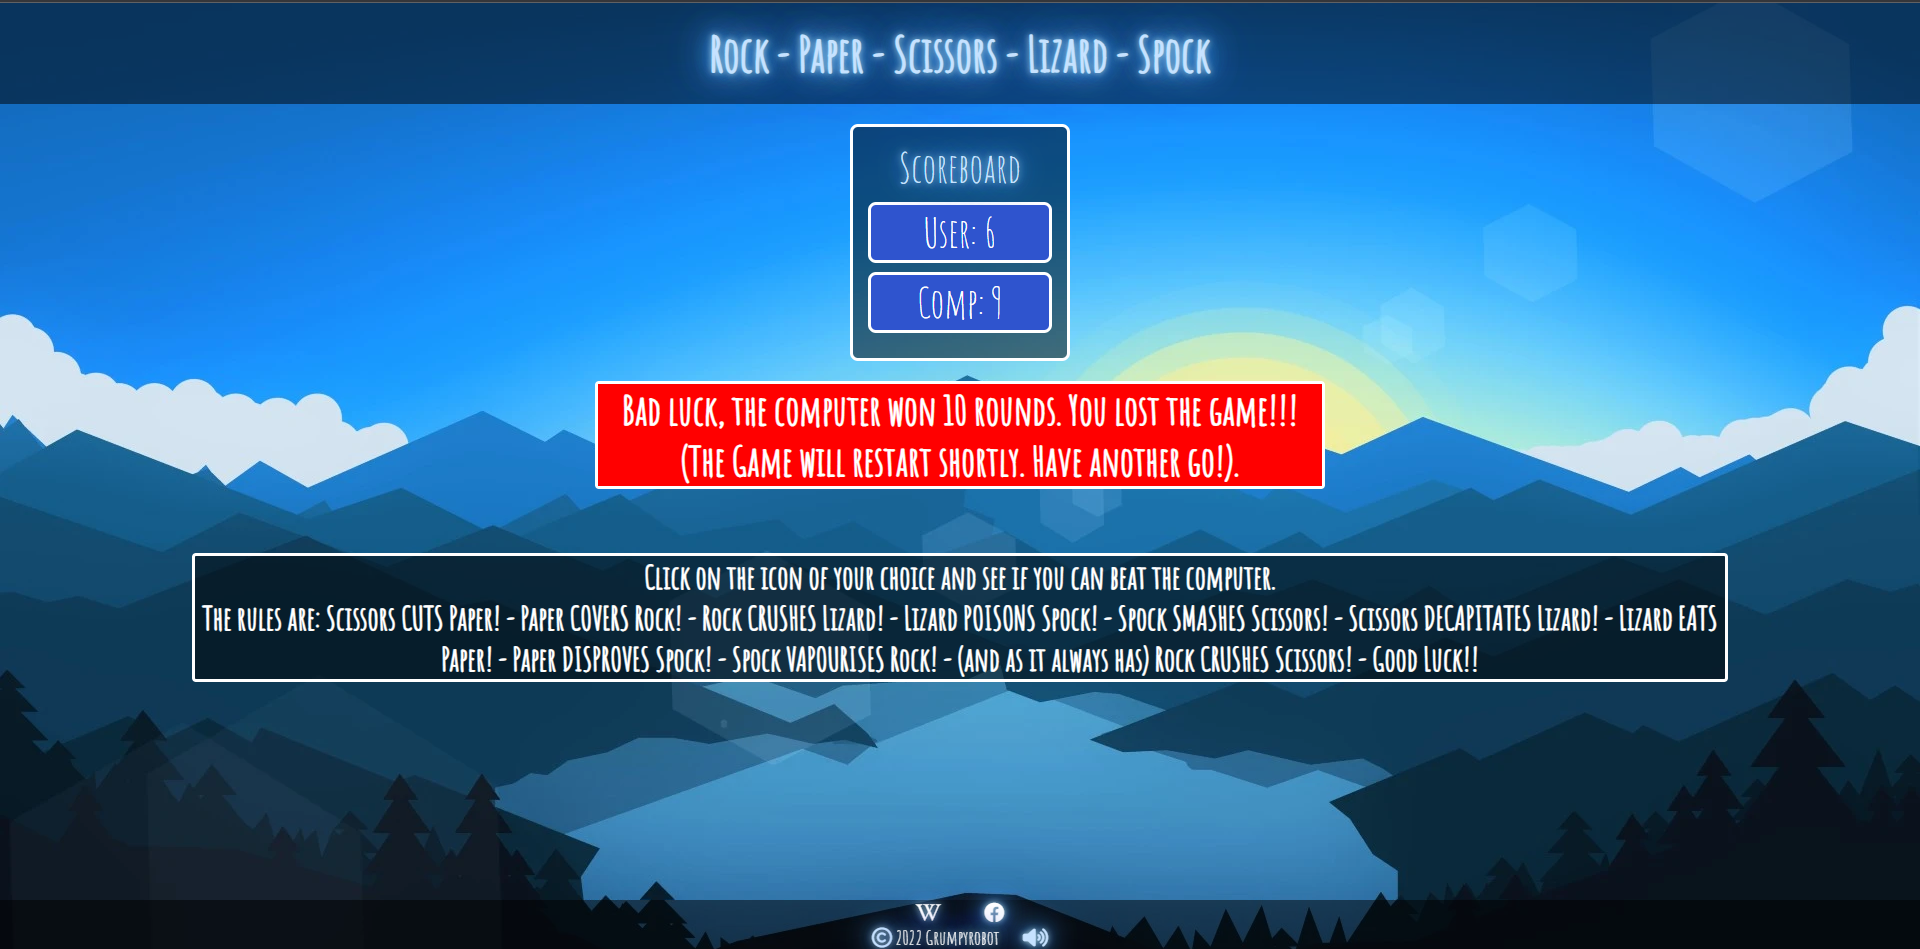 Rock - Paper - Scissors - Lizard - Spock
Scoreboard
User: 6
Comp: 9
Bad luck, the computer won 10 rounds. You lost the game!!!
(The Game will restart shortly. Have another go!).
Click on the icon of your choice and see if you can beat the computer.
The rules are: Scissors CUTS Paper! - Paper COVERS Rock! - Rock CRUSHES Lizard! - Lizard POISONS Spock! - Spock SMASHES Scissors! - Scissors DECAPITATES Lizard! - Lizard EATS
Paper! - Paper DISPROVES Spock! - Spock VAPOURISES Rock! - (and as it always has) Rock CRUSHES Scissors! - Good Luck!!
W
© 2022 Grumpyrobot